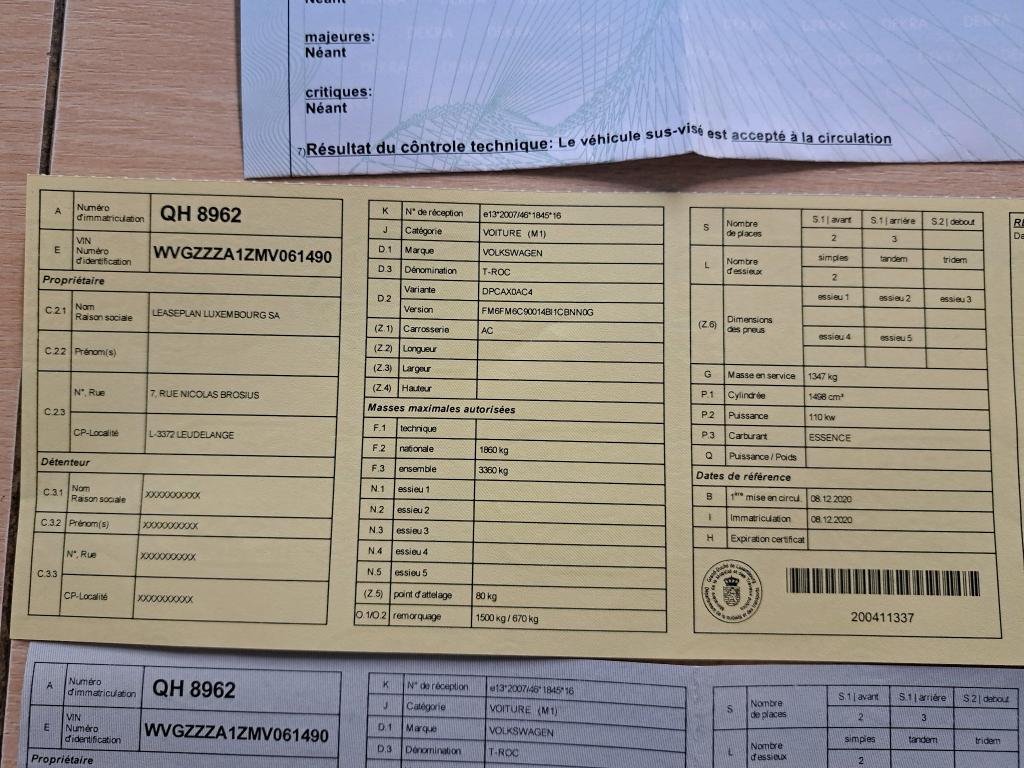 Néant
majeures:
Néant
critiques:
Néant
7) Résultat du côntrole technique: Le véhicule sus-visé est accepté à la circulation
A Numéro d'immatriculation QH 8962
E VIN Numéro d'identification WVGZZZA1ZMV061490
Propriétaire
C.2.1 Nom Raison sociale LEASEPLAN LUXEMBOURG SA
C.2.2 Prénom(s)
C.2.3 N°, Rue 7, RUE NICOLAS BROSIUS
CP-Localité L-3372 LEUDELANGE
Détenteur
C.3.1 Nom Raison sociale XXXXXXXXXX
C.3.2 Prénom(s) XXXXXXXXXX
C.3.3 N°, Rue XXXXXXXXXX
CP-Localité XXXXXXXXXX
K N° de réception e13*2007/46*1845*16
J Catégorie VOITURE (M1)
D.1 Marque VOLKSWAGEN
D.3 Dénomination T-ROC
D.2 Variante DPCAX0AC4
Version FM6FM6C90014BI1CBNN0G
(Z.1) Carrosserie AC
(Z.2) Longueur
(Z.3) Largeur
(Z.4) Hauteur
Masses maximales autorisées
F.1 technique
F.2 nationale 1860 kg
F.3 ensemble 3360 kg
N.1 essieu 1
N.2 essieu 2
N.3 essieu 3
N.4 essieu 4
N.5 essieu 5
(Z.5) point d'attelage 80 kg
O.1/O.2 remorquage 1500 kg / 670 kg
S Nombre de places S.1 | avant S.1 | arrière S.2 | debout
2 3
L Nombre d'essieux simples tandem tridem
2
(Z.6) Dimensions des pneus essieu 1 essieu 2 essieu 3
essieu 4 essieu 5
G Masse en service 1347 kg
P.1 Cylindrée 1498 cm³
P.2 Puissance 110 kw
P.3 Carburant ESSENCE
Q Puissance / Poids
Dates de référence
B 1ère mise en circul. 08.12.2020
I Immatriculation 08.12.2020
H Expiration certificat
200411337
A Numéro d'immatriculation QH 8962
E VIN Numéro d'identification WVGZZZA1ZMV061490
Propriétaire
K N° de réception e13*2007/46*1845*16
J Catégorie VOITURE (M1)
D.1 Marque VOLKSWAGEN
D.3 Dénomination T-ROC
S Nombre de places S.1 | avant S.1 | arrière S.2 | debout
2 3
L Nombre d'essieux simples tandem tridem
2